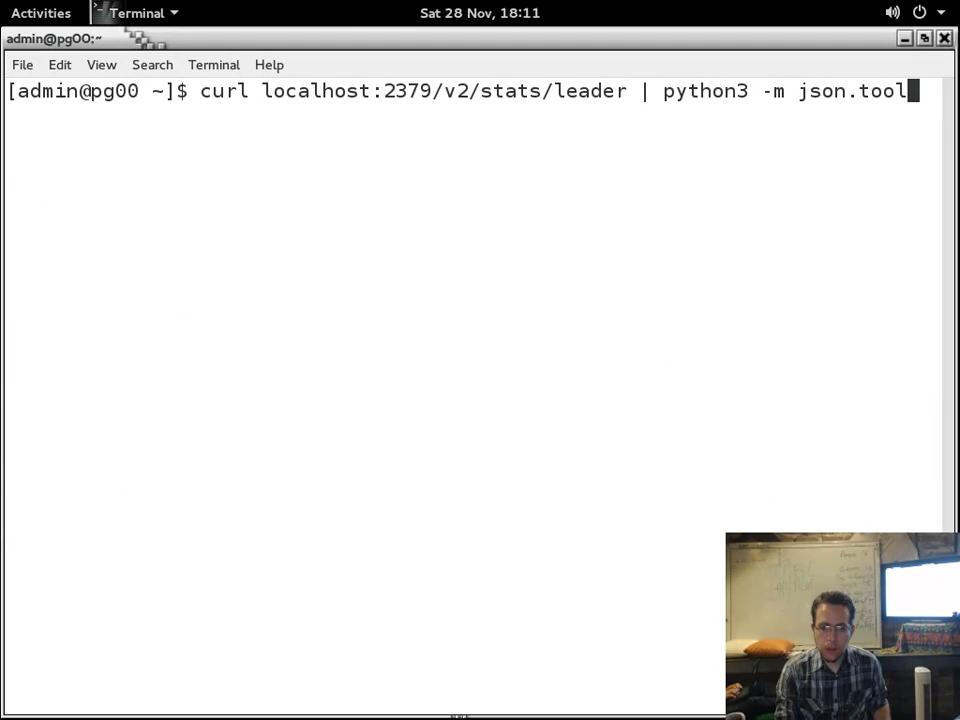 Activities Terminal Sat 28 Nov, 18:11
admin@pg00:~
File Edit View Search Terminal Help
[admin@pg00 ~]$ curl localhost:2379/v2/stats/leader | python3 -m json.tool